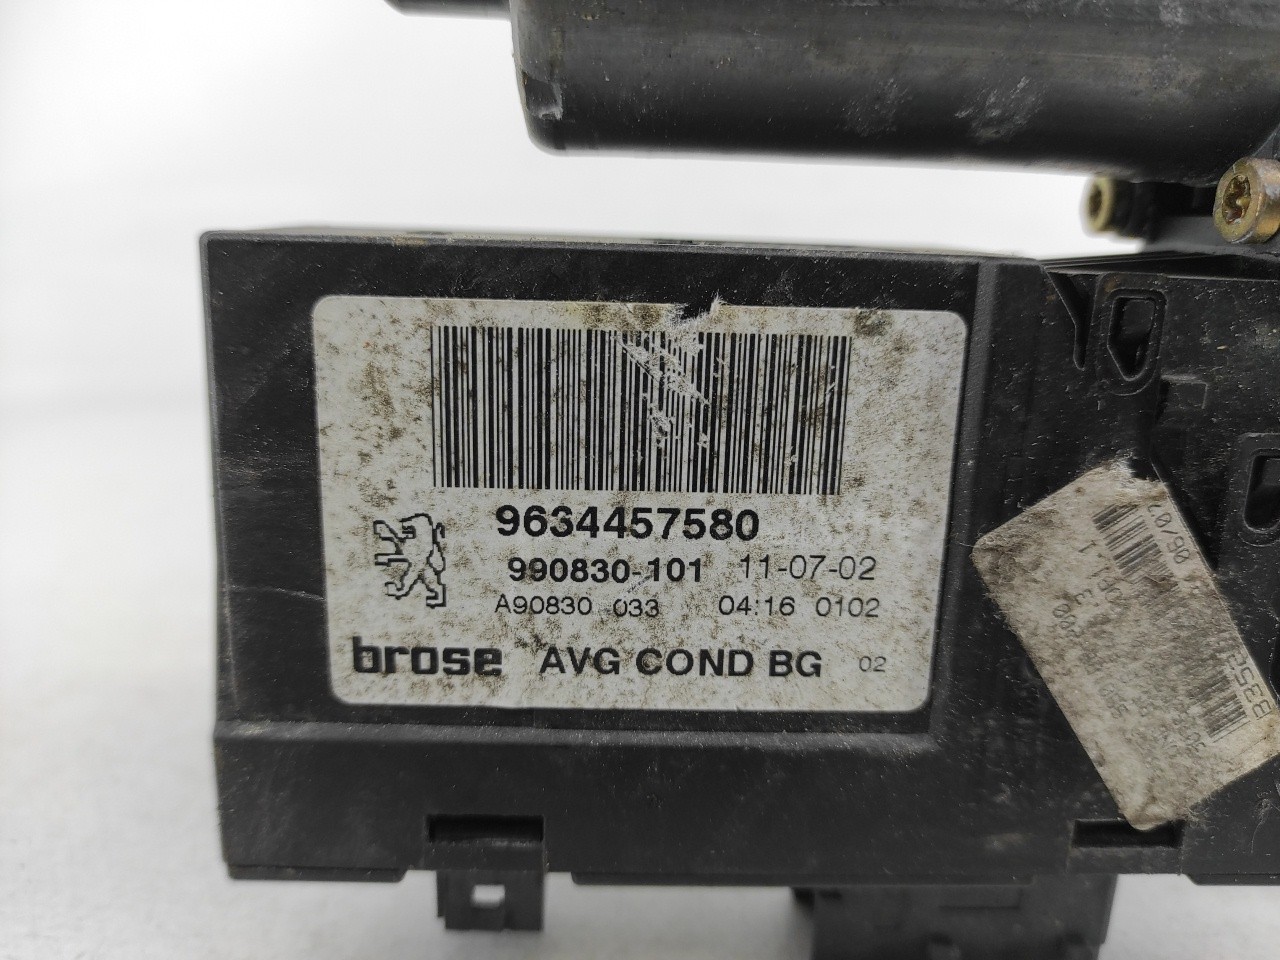 9634457580
990830-101 11-07-02
A90830 033 04:16 0102
brose AVG COND BG 02